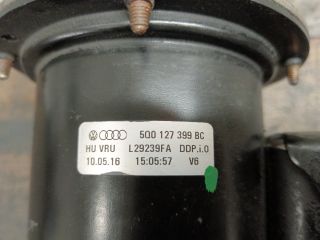 5Q0 127 399 BC
HU VRU L29239FA DDP.i.O
10.05.16 15:05:57 V6